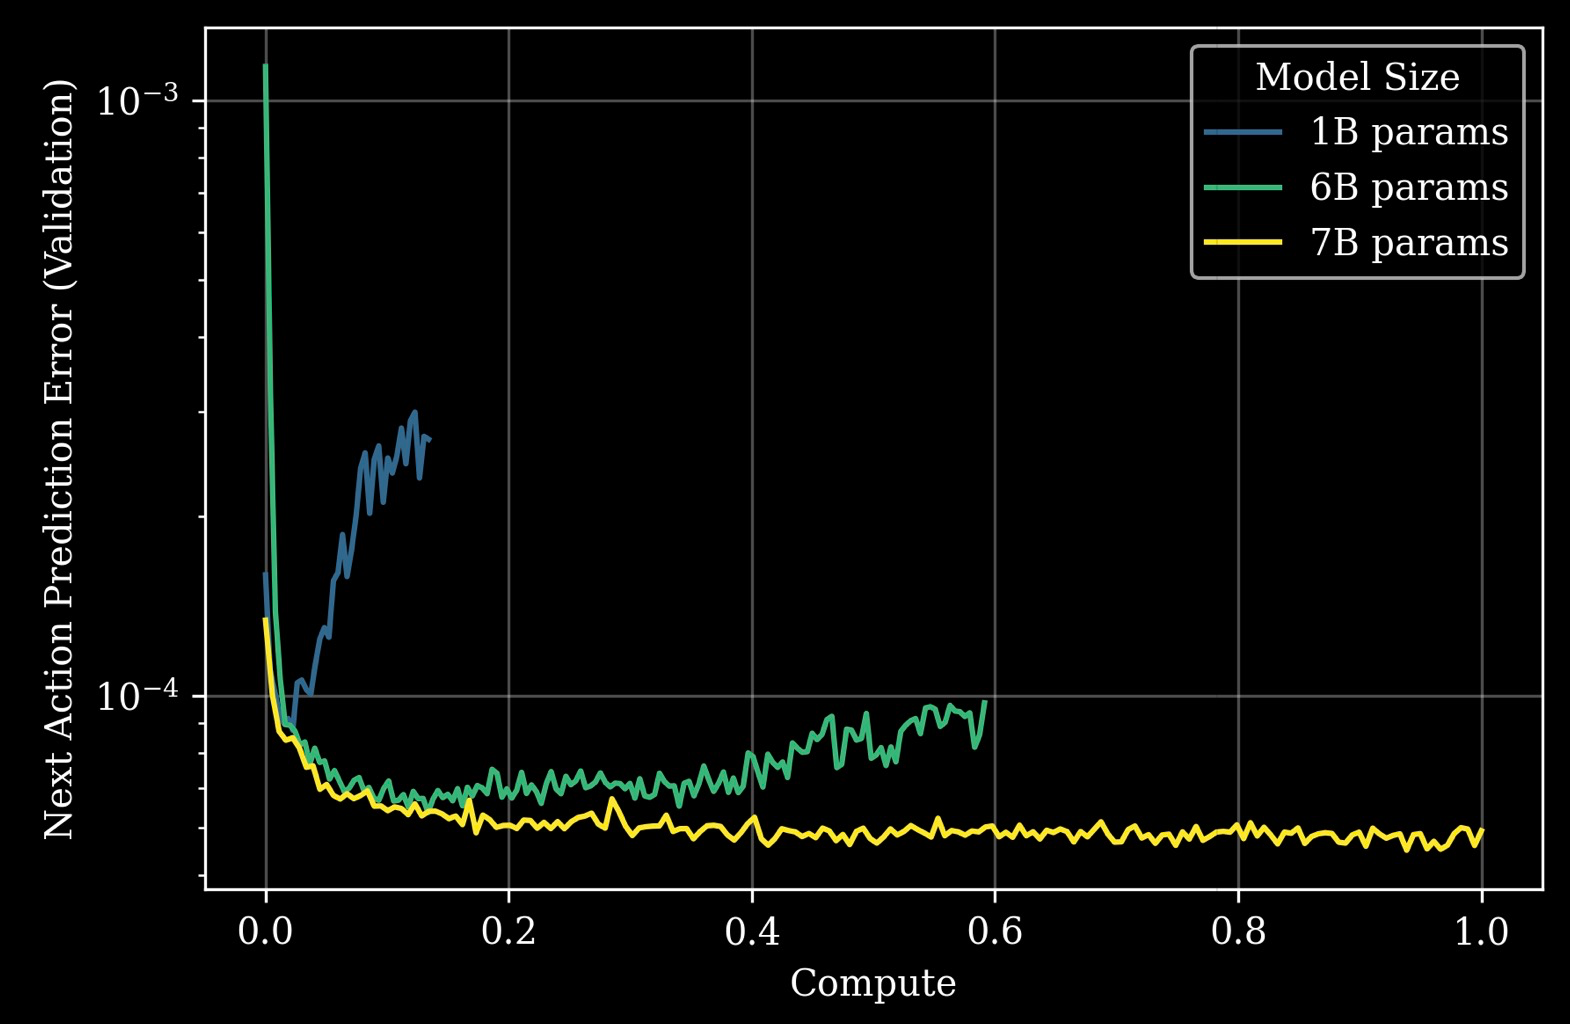 Next Action Prediction Error (Validation)
10⁻³
10⁻⁴
Model Size
1B params
6B params
7B params
0.0 0.2 0.4 0.6 0.8 1.0
Compute